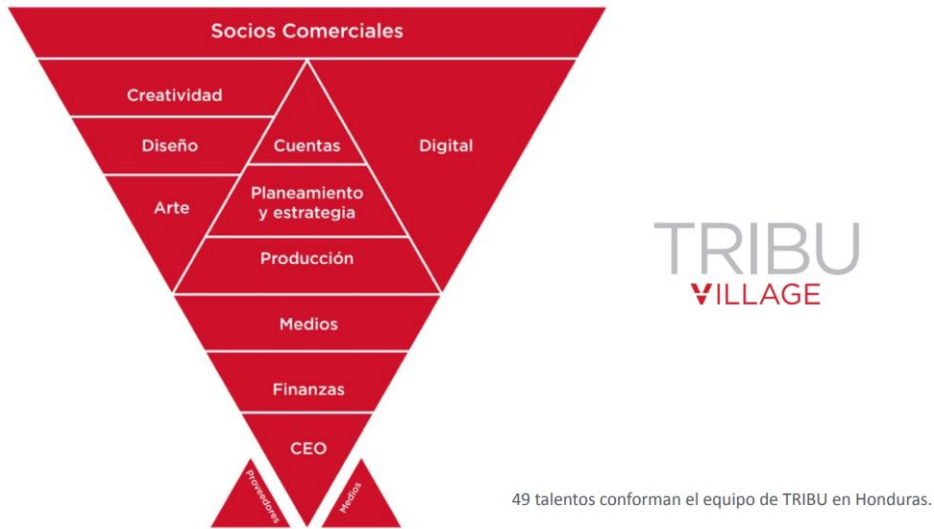 Socios Comerciales
Creatividad
Diseño
Arte
Cuentas
Planeamiento
y estrategia
Producción
Digital
Medios
Finanzas
CEO
Proveedores
Medios
TRIBU
VILLAGE
49 talentos conforman el equipo de TRIBU en Honduras.